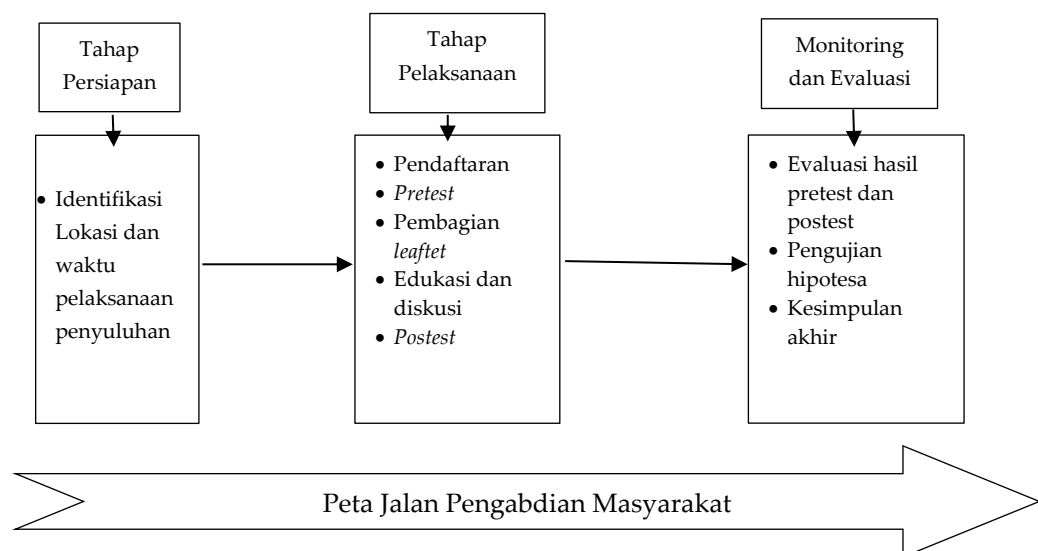 Tahap
Persiapan
Tahap
Pelaksanaan
Monitoring
dan Evaluasi
• Identifikasi
Lokasi dan
waktu
pelaksanaan
penyuluhan
• Pendaftaran
• Pretest
• Pembagian
leaftet
• Edukasi dan
diskusi
• Postest
• Evaluasi hasil
pretest dan
postest
• Pengujian
hipotesa
• Kesimpulan
akhir
Peta Jalan Pengabdian Masyarakat